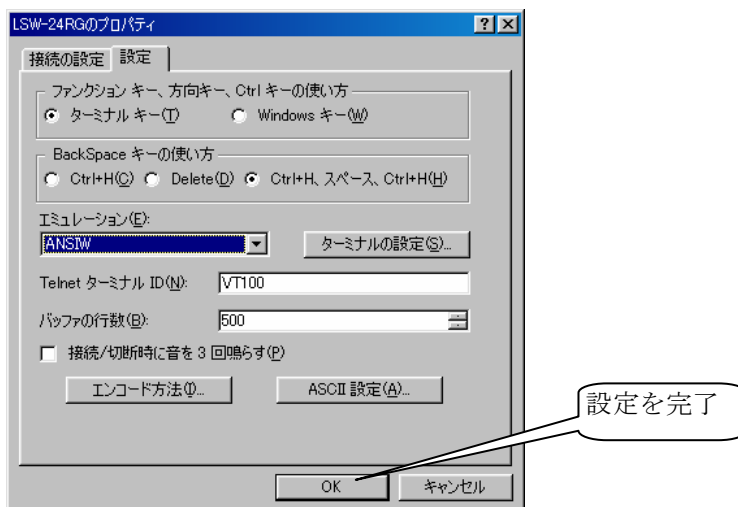 LSW-24RGのプロパティ
接続の設定 設定
ファンクション キー、方向キー、Ctrl キーの使い方
ターミナル キー(T) Windows キー(W)
BackSpace キーの使い方
Ctrl+H(C) Delete(D) Ctrl+H、スペース、Ctrl+H(H)
エミュレーション(E):
ANSIW ターミナルの設定(S)...
Telnet ターミナル ID(N): VT100
バッファの行数(B): 500
接続/切断時に音を 3 回鳴らす(P)
エンコード方法(I)... ASCII 設定(A)...
設定を完了
OK キャンセル